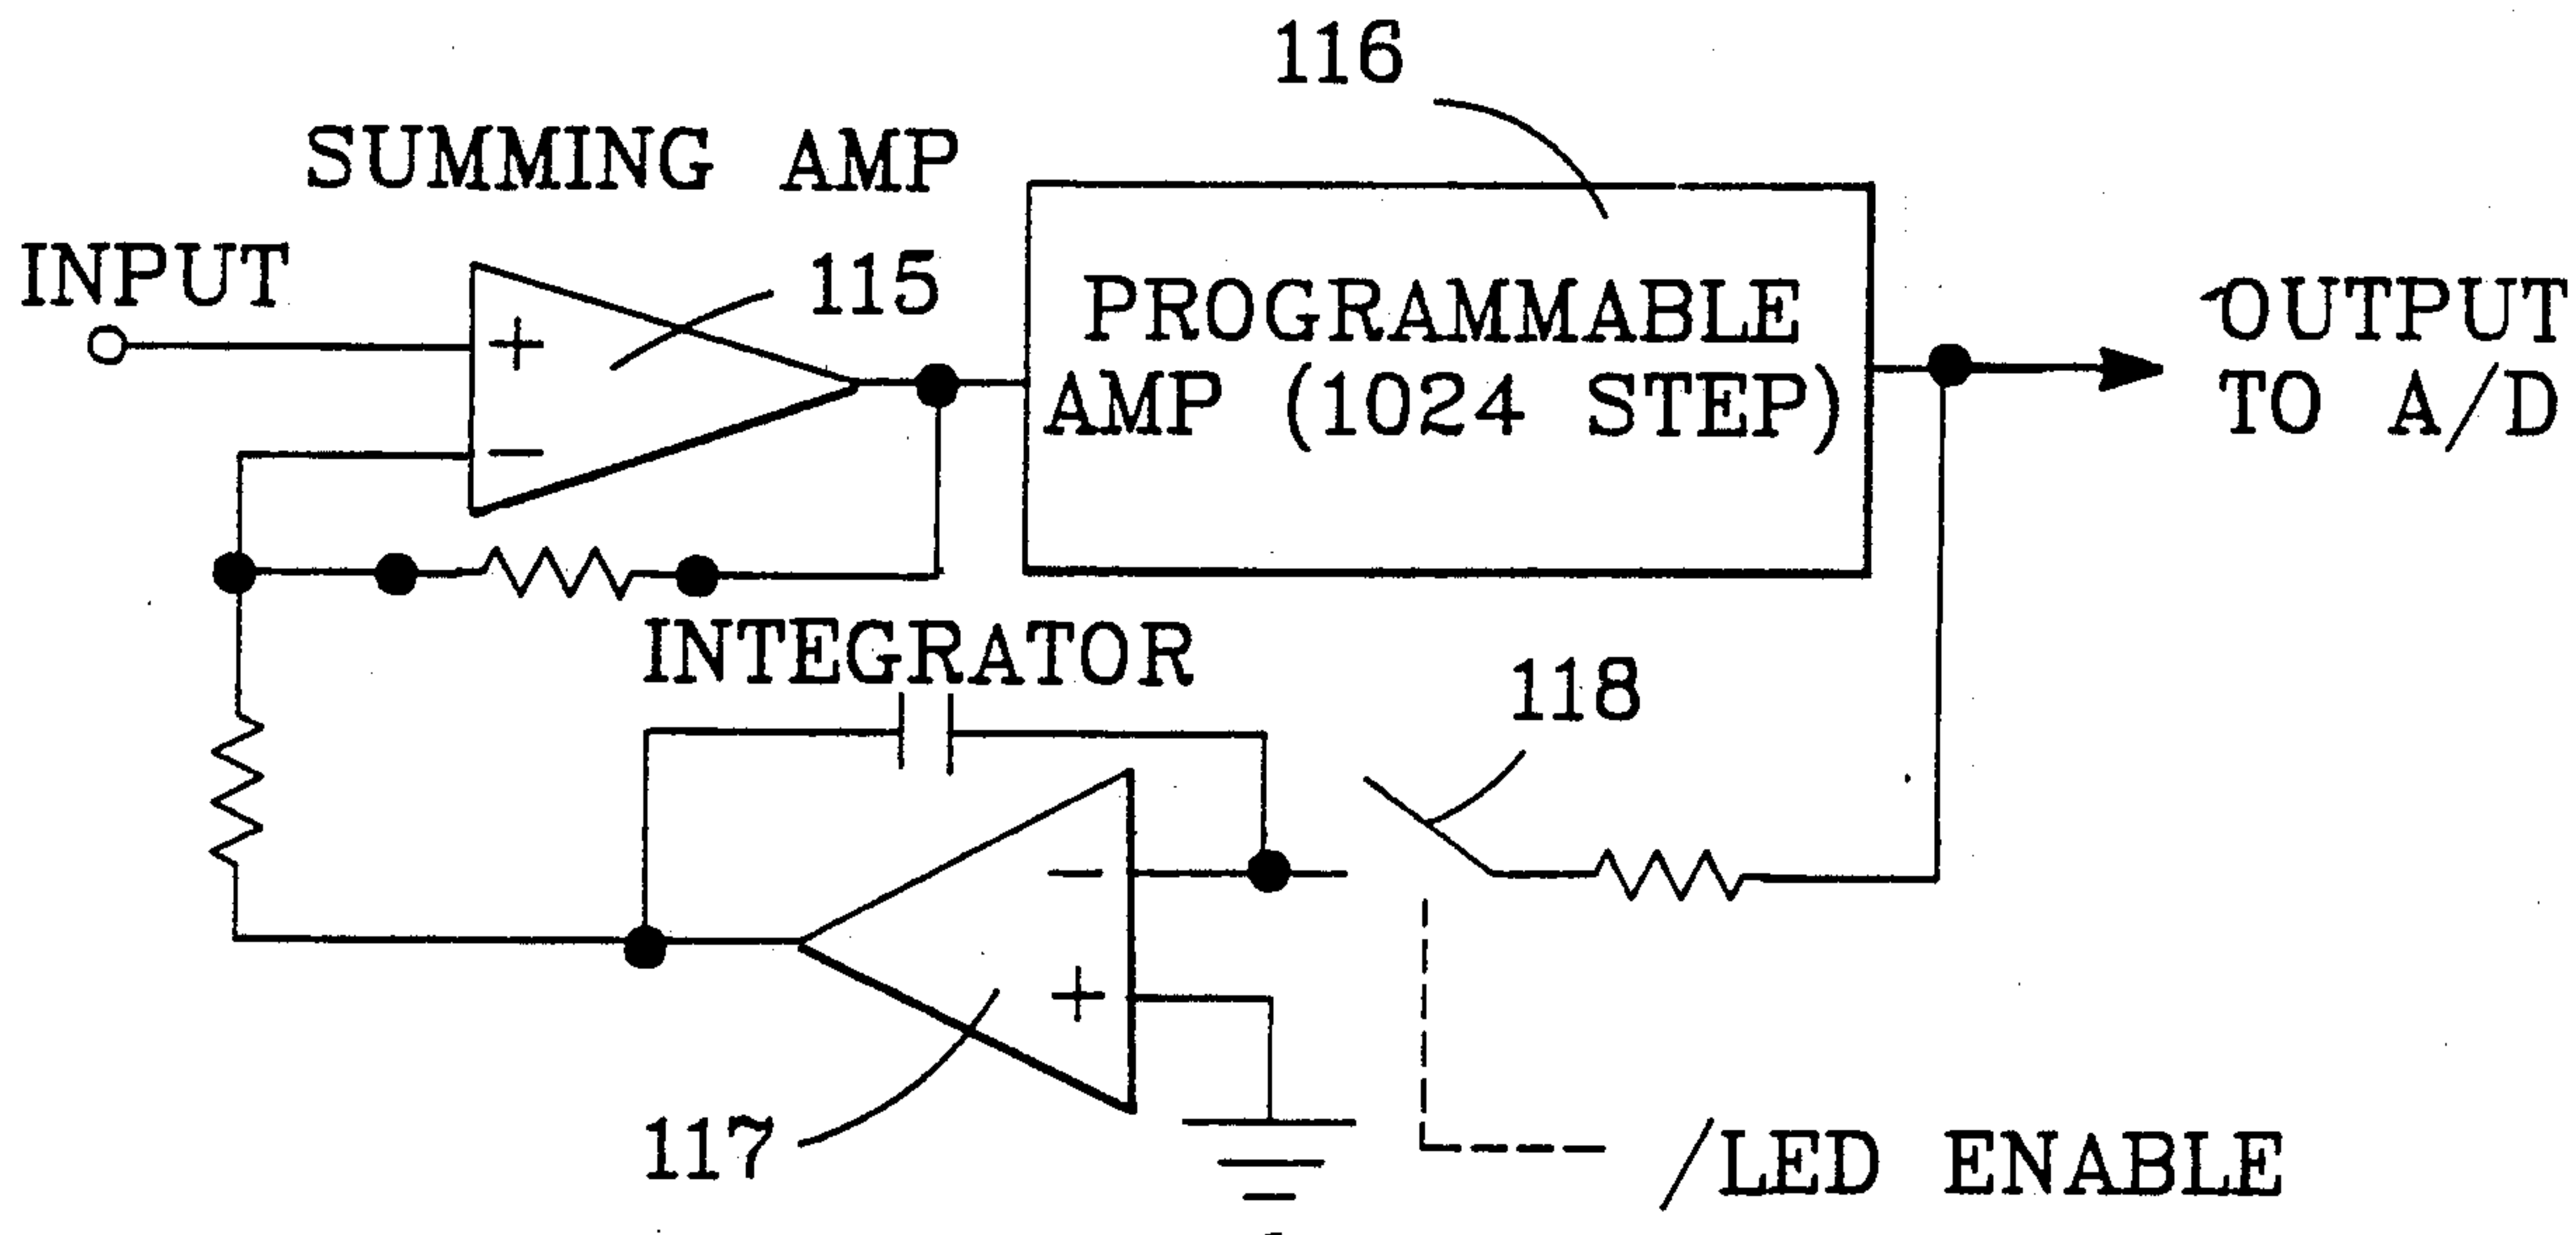 116
SUMMING AMP
INPUT
115
+
−
PROGRAMMABLE
AMP (1024 STEP)
OUTPUT
TO A/D
INTEGRATOR
118
−
+
117
/LED ENABLE